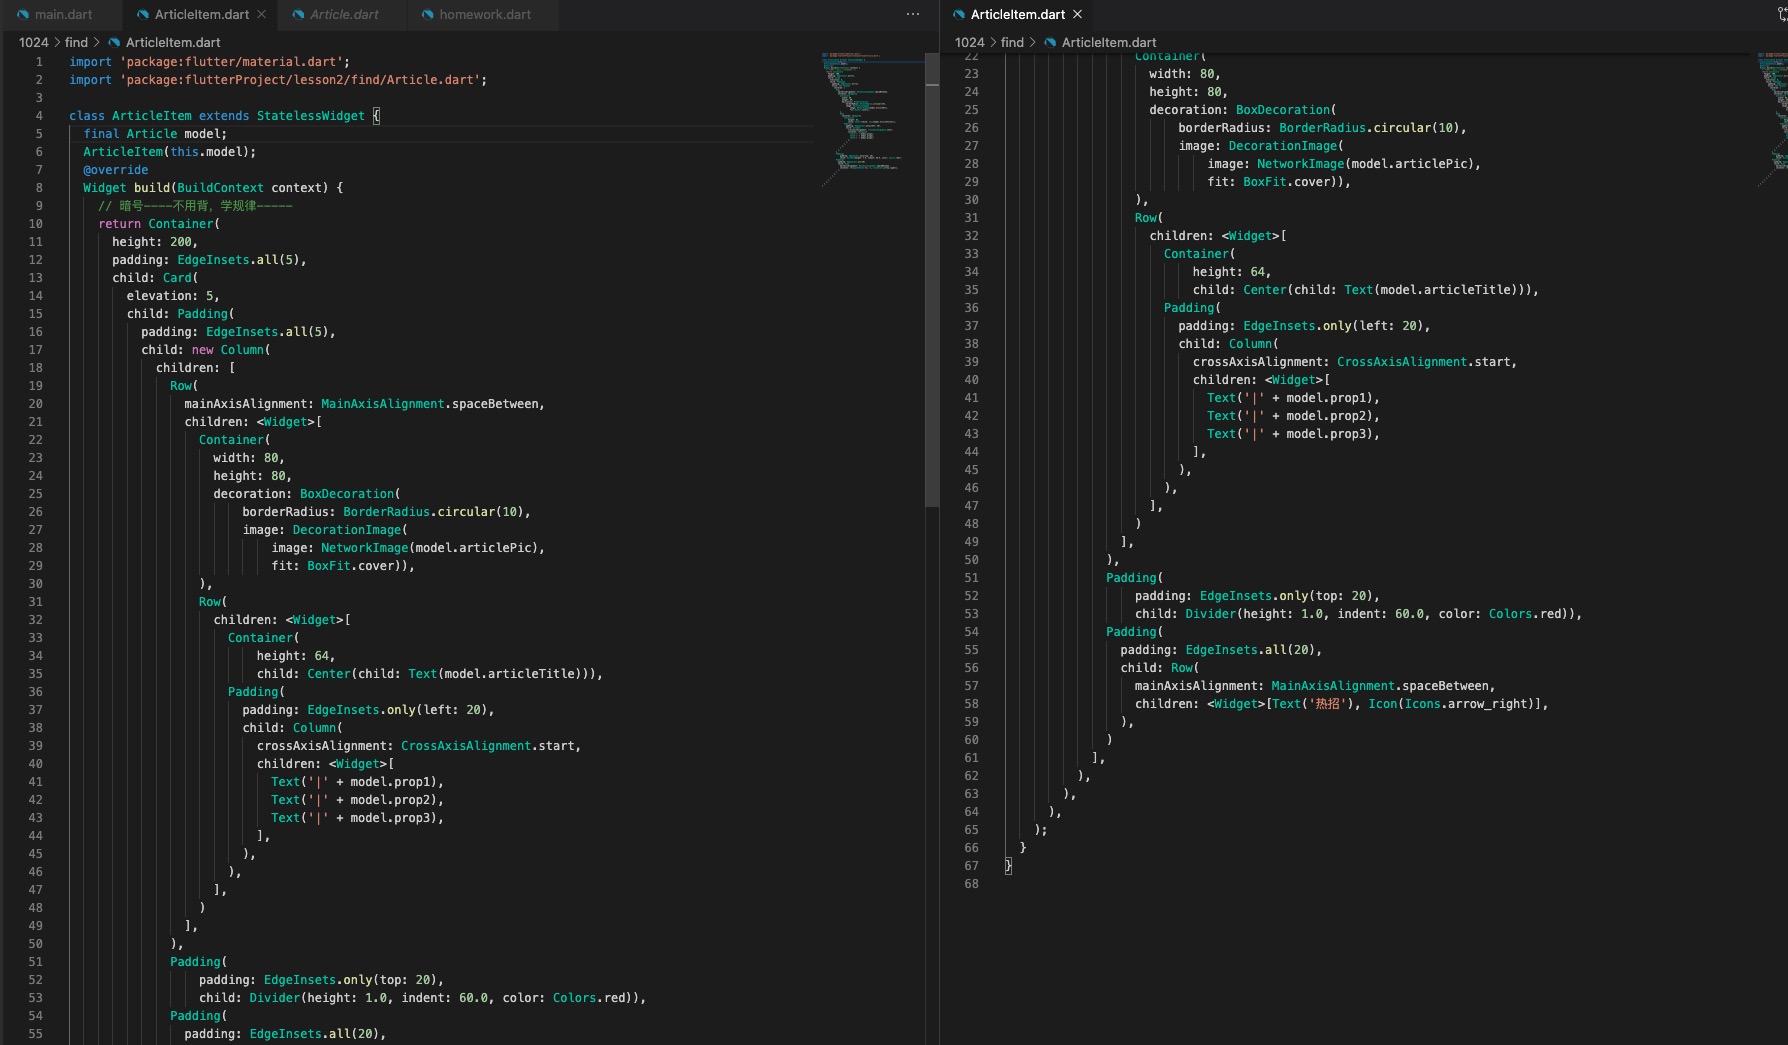 main.dart
ArticleItem.dart
Article.dart
homework.dart
1024 > find > ArticleItem.dart
1 import 'package:flutter/material.dart';
2 import 'package:flutterProject/lesson2/find/Article.dart';
3
4 class ArticleItem extends StatelessWidget {
5 final Article model;
6 ArticleItem(this.model);
7 @override
8 Widget build(BuildContext context) {
9 // 暗号----不用背，学规律-----
10 return Container(
11 height: 200,
12 padding: EdgeInsets.all(5),
13 child: Card(
14 elevation: 5,
15 child: Padding(
16 padding: EdgeInsets.all(5),
17 child: new Column(
18 children: [
19 Row(
20 mainAxisAlignment: MainAxisAlignment.spaceBetween,
21 children: <Widget>[
22 Container(
23 width: 80,
24 height: 80,
25 decoration: BoxDecoration(
26 borderRadius: BorderRadius.circular(10),
27 image: DecorationImage(
28 image: NetworkImage(model.articlePic),
29 fit: BoxFit.cover)),
30 ),
31 Row(
32 children: <Widget>[
33 Container(
34 height: 64,
35 child: Center(child: Text(model.articleTitle))),
36 Padding(
37 padding: EdgeInsets.only(left: 20),
38 child: Column(
39 crossAxisAlignment: CrossAxisAlignment.start,
40 children: <Widget>[
41 Text('|' + model.prop1),
42 Text('|' + model.prop2),
43 Text('|' + model.prop3),
44 ],
45 ),
46 ),
47 ],
48 )
49 ],
50 ),
51 Padding(
52 padding: EdgeInsets.only(top: 20),
53 child: Divider(height: 1.0, indent: 60.0, color: Colors.red)),
54 Padding(
55 padding: EdgeInsets.all(20),
ArticleItem.dart
1024 > find > ArticleItem.dart
22 Container(
23 width: 80,
24 height: 80,
25 decoration: BoxDecoration(
26 borderRadius: BorderRadius.circular(10),
27 image: DecorationImage(
28 image: NetworkImage(model.articlePic),
29 fit: BoxFit.cover)),
30 ),
31 Row(
32 children: <Widget>[
33 Container(
34 height: 64,
35 child: Center(child: Text(model.articleTitle))),
36 Padding(
37 padding: EdgeInsets.only(left: 20),
38 child: Column(
39 crossAxisAlignment: CrossAxisAlignment.start,
40 children: <Widget>[
41 Text('|' + model.prop1),
42 Text('|' + model.prop2),
43 Text('|' + model.prop3),
44 ],
45 ),
46 ),
47 ],
48 )
49 ],
50 ),
51 Padding(
52 padding: EdgeInsets.only(top: 20),
53 child: Divider(height: 1.0, indent: 60.0, color: Colors.red)),
54 Padding(
55 padding: EdgeInsets.all(20),
56 child: Row(
57 mainAxisAlignment: MainAxisAlignment.spaceBetween,
58 children: <Widget>[Text('热招'), Icon(Icons.arrow_right)],
59 ),
60 )
61 ],
62 ),
63 ),
64 ),
65 );
66 }
67 }
68